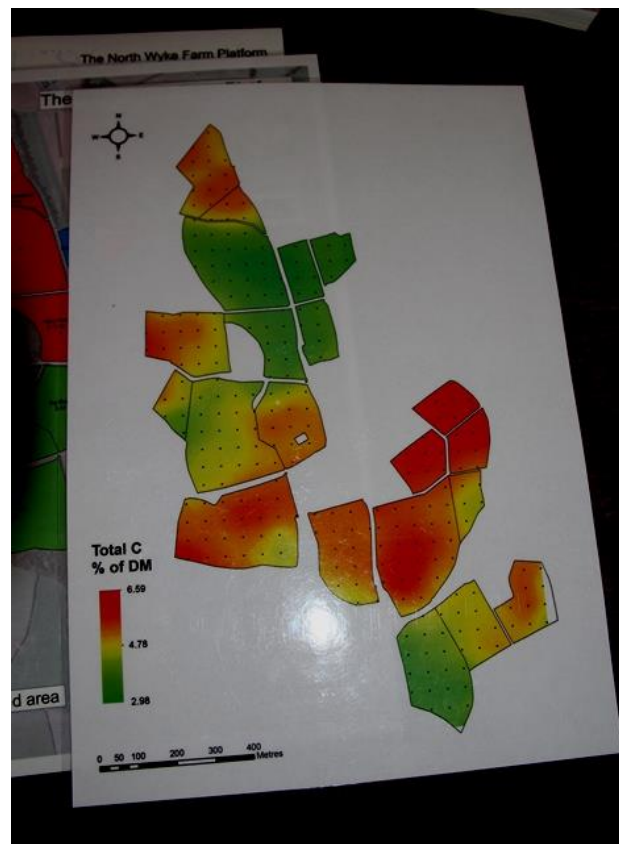 The North Wyke Farm Platform
The
N
W E
S
Total C
% of DM
6.59
4.78
2.98
d area
0 50 100 200 300 400
Metres